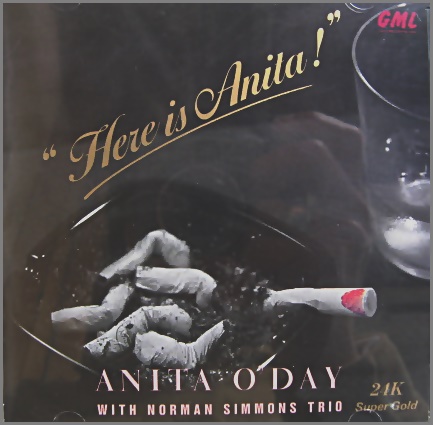 GML
“Here is Anita!”
ANITA O'DAY
WITH NORMAN SIMMONS TRIO
24K
Super Gold